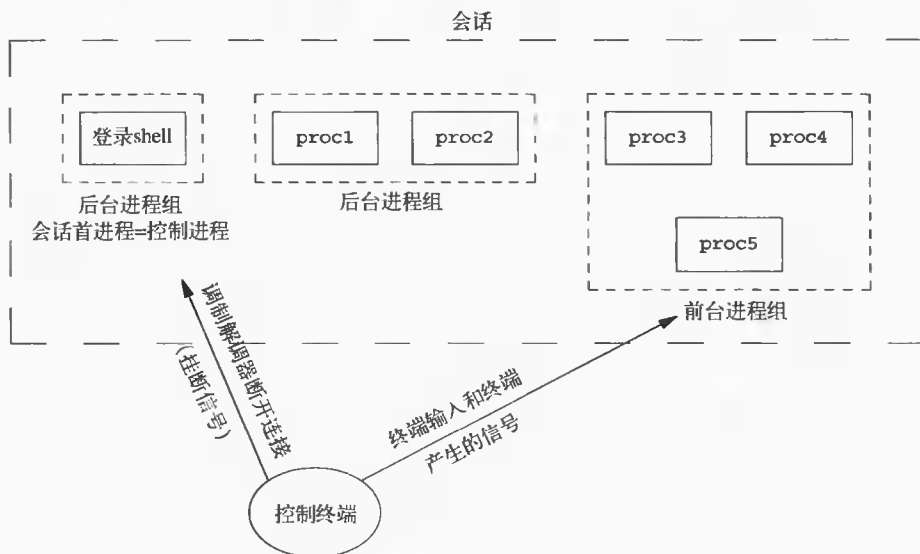 会话
登录shell
proc1
proc2
proc3
proc4
proc5
后台进程组
会话首进程=控制进程
后台进程组
前台进程组
调制解调器断开连接
(挂断信号)
终端输入和终端
产生的信号
控制终端